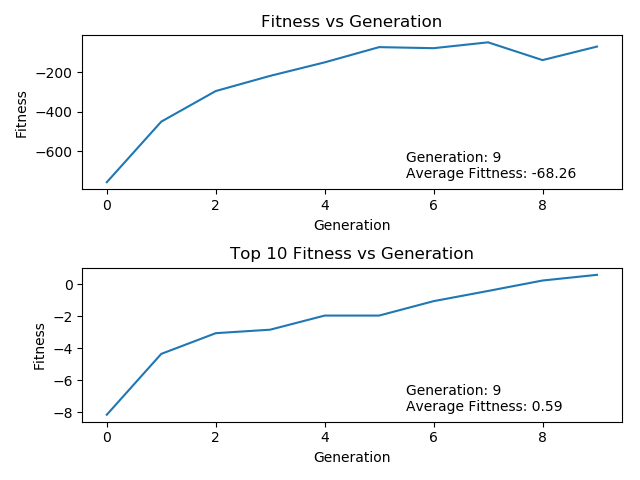 Fitness vs Generation
Fitness
−200
−400
−600
Generation: 9
Average Fittness: -68.26
0 2 4 6 8
Generation
Top 10 Fitness vs Generation
Fitness
0
−2
−4
−6
−8
Generation: 9
Average Fittness: 0.59
0 2 4 6 8
Generation